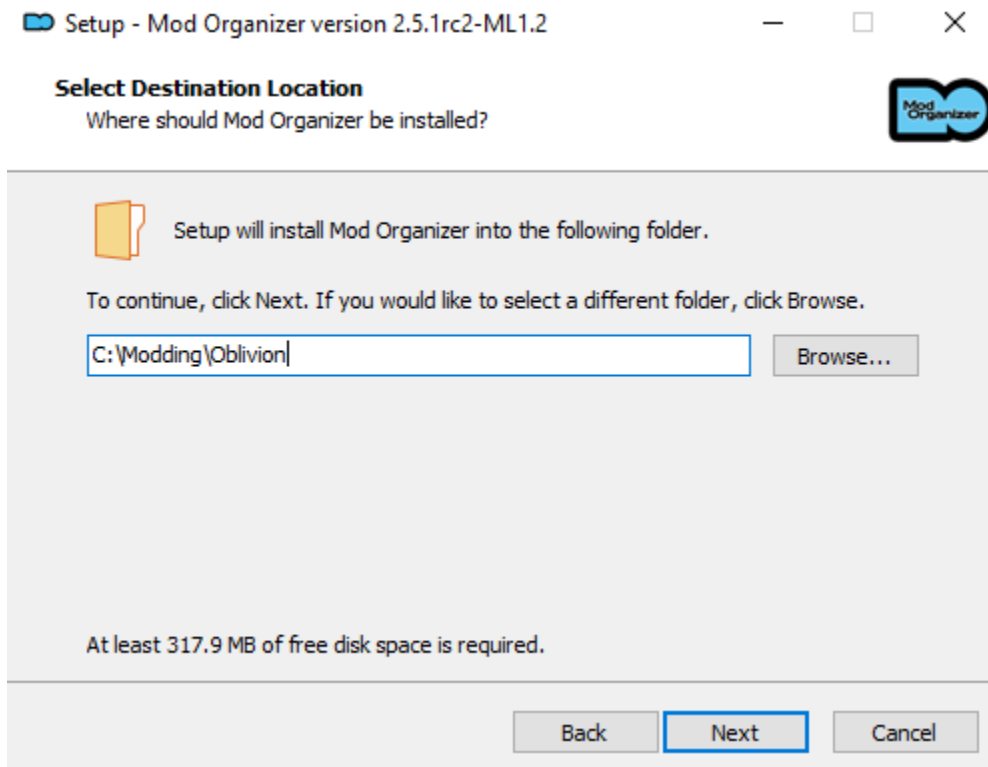 Setup - Mod Organizer version 2.5.1rc2-ML1.2
Select Destination Location
Where should Mod Organizer be installed?
Mod
Organizer
Setup will install Mod Organizer into the following folder.
To continue, click Next. If you would like to select a different folder, click Browse.
C:\Modding\Oblivion
Browse...
At least 317.9 MB of free disk space is required.
Back
Next
Cancel